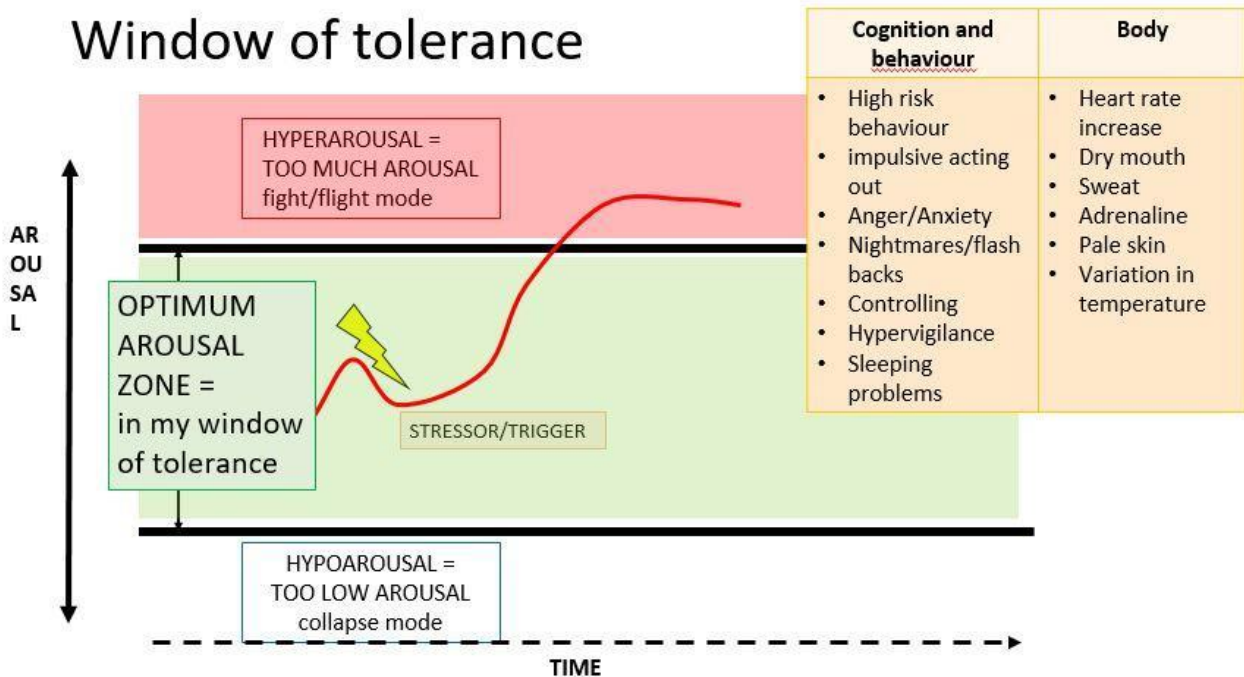 Window of tolerance
HYPERAROUSAL =
TOO MUCH AROUSAL
fight/flight mode
AR
OU
SA
L
OPTIMUM
AROUSAL
ZONE =
in my window
of tolerance
STRESSOR/TRIGGER
HYPOAROUSAL =
TOO LOW AROUSAL
collapse mode
TIME
Cognition and
behaviour
• High risk
behaviour
• impulsive acting
out
• Anger/Anxiety
• Nightmares/flash
backs
• Controlling
• Hypervigilance
• Sleeping
problems
Body
• Heart rate
increase
• Dry mouth
• Sweat
• Adrenaline
• Pale skin
• Variation in
temperature